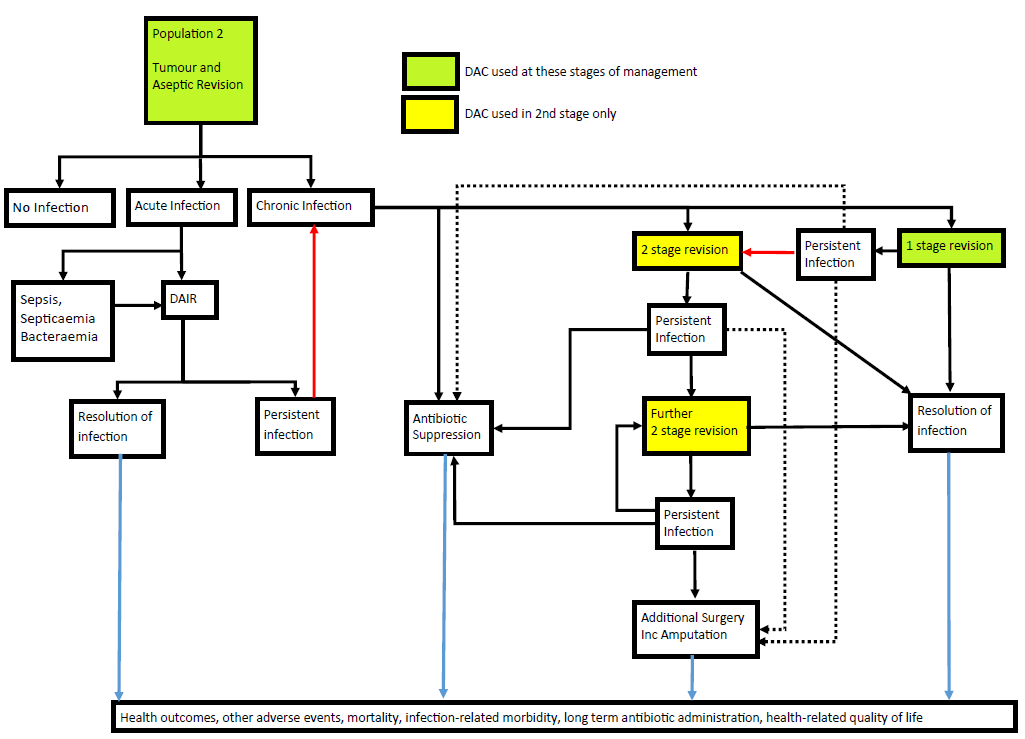 Population 2
Tumour and
Aseptic Revision
DAC used at these stages of management
DAC used in 2nd stage only
No Infection
Acute Infection
Chronic Infection
2 stage revision
Persistent
Infection
1 stage revision
Sepsis,
Septicaemia
Bacteraemia
DAIR
Persistent
Infection
Resolution of
infection
Persistent
infection
Antibiotic
Suppression
Further
2 stage revision
Resolution of
infection
Persistent
Infection
Additional Surgery
Inc Amputation
Health outcomes, other adverse events, mortality, infection-related morbidity, long term antibiotic administration, health-related quality of life